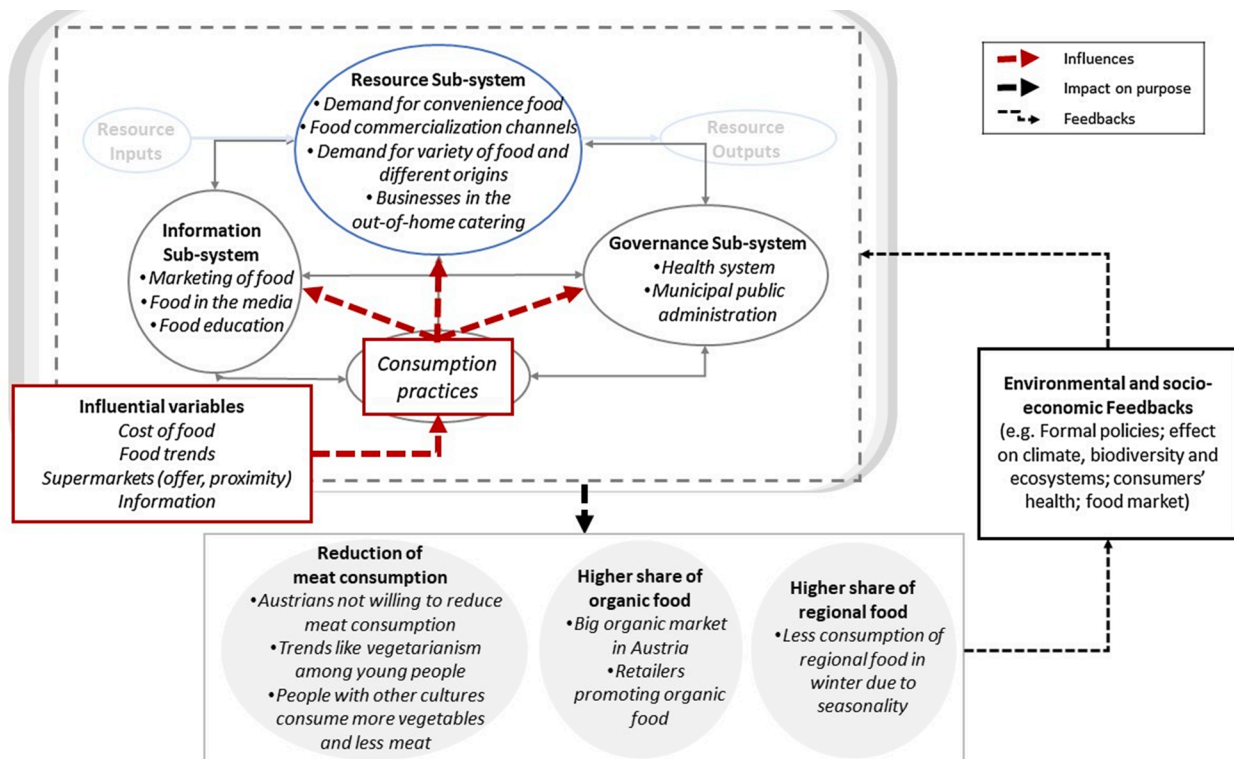 Resource Sub-system
•Demand for convenience food
•Food commercialization channels
•Demand for variety of food and
different origins
•Businesses in the
out-of-home catering
Resource
Inputs
Resource
Outputs
Information
Sub-system
•Marketing of food
•Food in the media
•Food education
Governance Sub-system
•Health system
•Municipal public
administration
Consumption
practices
Influential variables
Cost of food
Food trends
Supermarkets (offer, proximity)
Information
Influences
Impact on purpose
Feedbacks
Environmental and socio-
economic Feedbacks
(e.g. Formal policies; effect
on climate, biodiversity and
ecosystems; consumers'
health; food market)
Reduction of
meat consumption
•Austrians not willing to reduce
meat consumption
•Trends like vegetarianism
among young people
•People with other cultures
consume more vegetables
and less meat
Higher share of
organic food
•Big organic market
in Austria
•Retailers
promoting organic
food
Higher share of
regional food
•Less consumption of
regional food in
winter due to
seasonality